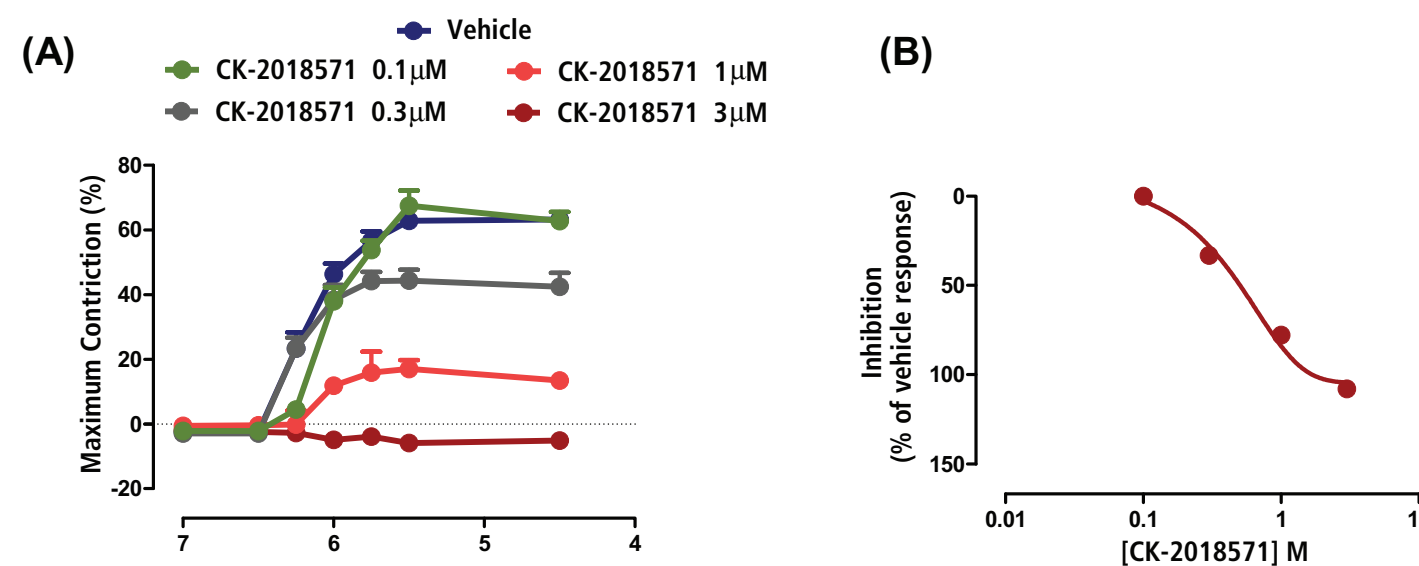 (A)
Vehicle
CK-2018571 0.1μM
CK-2018571 1μM
CK-2018571 0.3μM
CK-2018571 3μM
Maximum Contriction (%)
80
60
40
20
0
-20
7 6 5 4
(B)
Inhibition
(% of vehicle response)
0
50
100
150
0.01 0.1 1
[CK-2018571] M